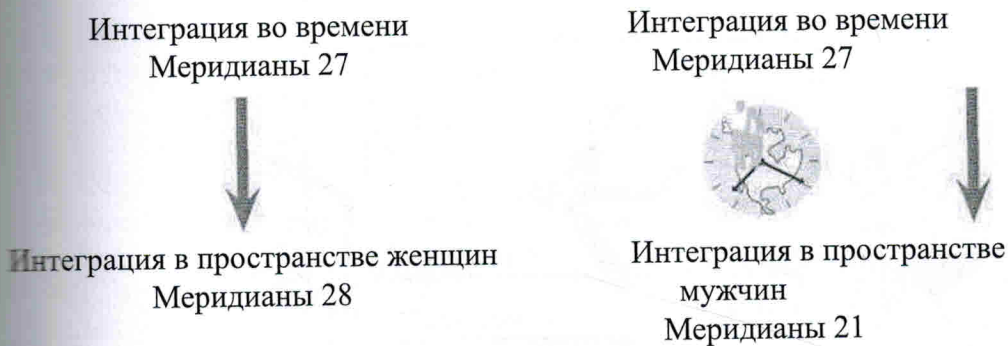 Интеграция во времени
Меридианы 27
Интеграция в пространстве женщин
Меридианы 28
Интеграция во времени
Меридианы 27
Интеграция в пространстве
мужчин
Меридианы 21